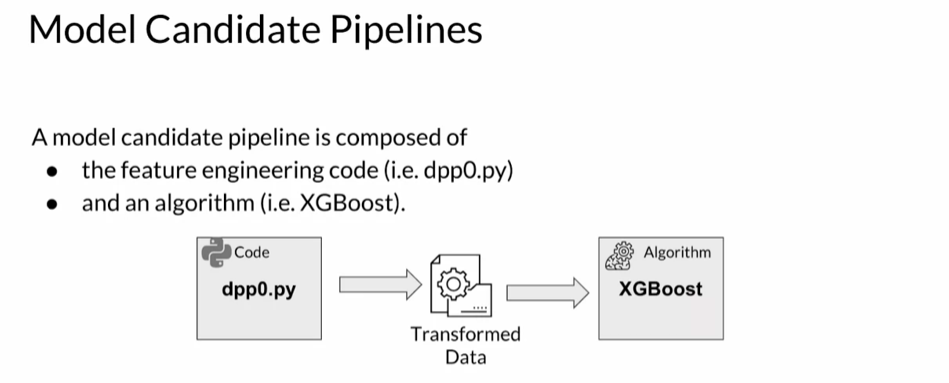 Model Candidate Pipelines
A model candidate pipeline is composed of
● the feature engineering code (i.e. dpp0.py)
● and an algorithm (i.e. XGBoost).
Code
dpp0.py
Transformed
Data
Algorithm
XGBoost